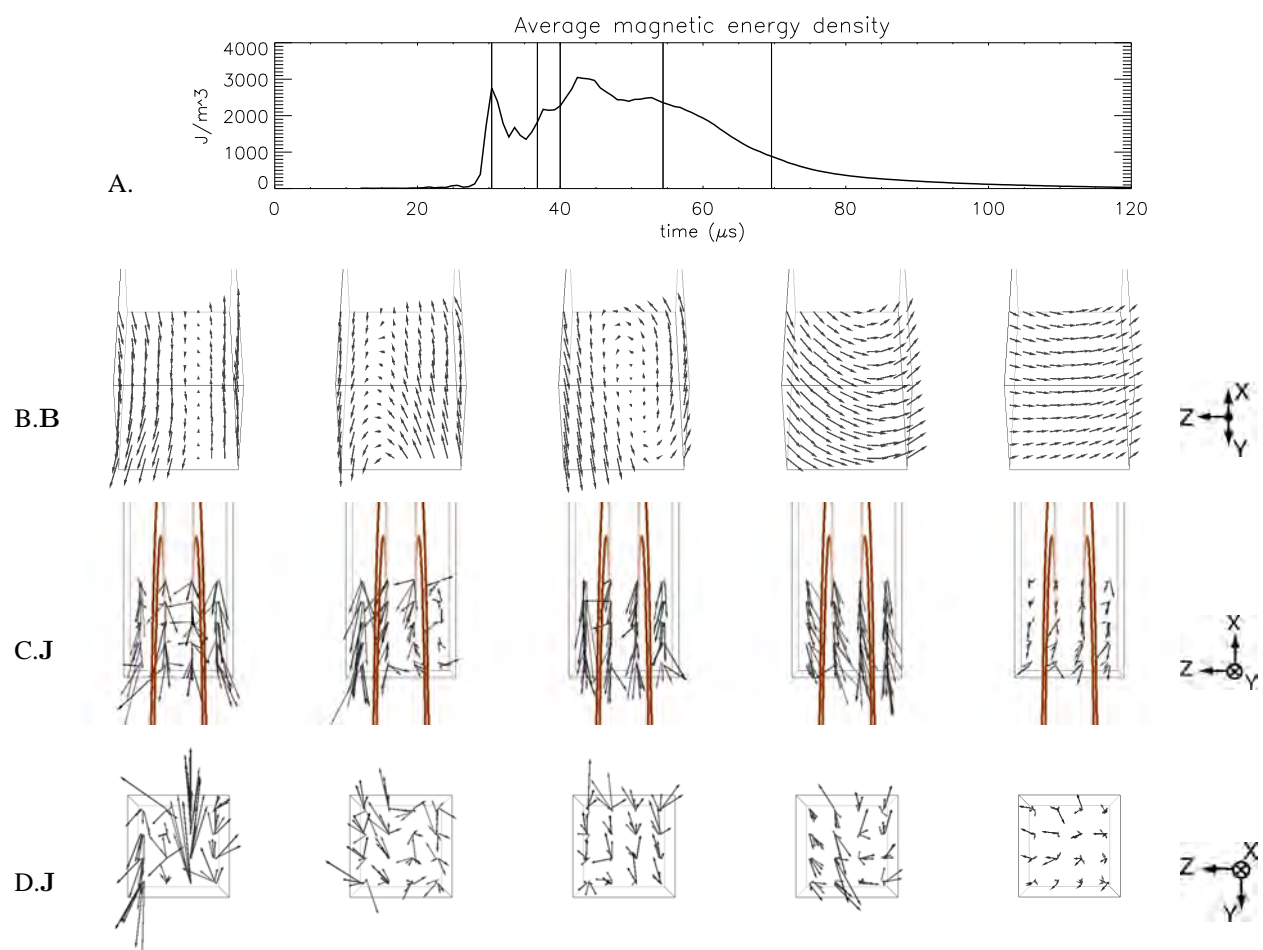 Average magnetic energy density
4000
3000
2000
1000
0
J/m^3
A.
0 20 40 60 80 100 120
time (μs)
B.B
X
Z
Y
C.J
X
Z
Y
D.J
X
Z
Y